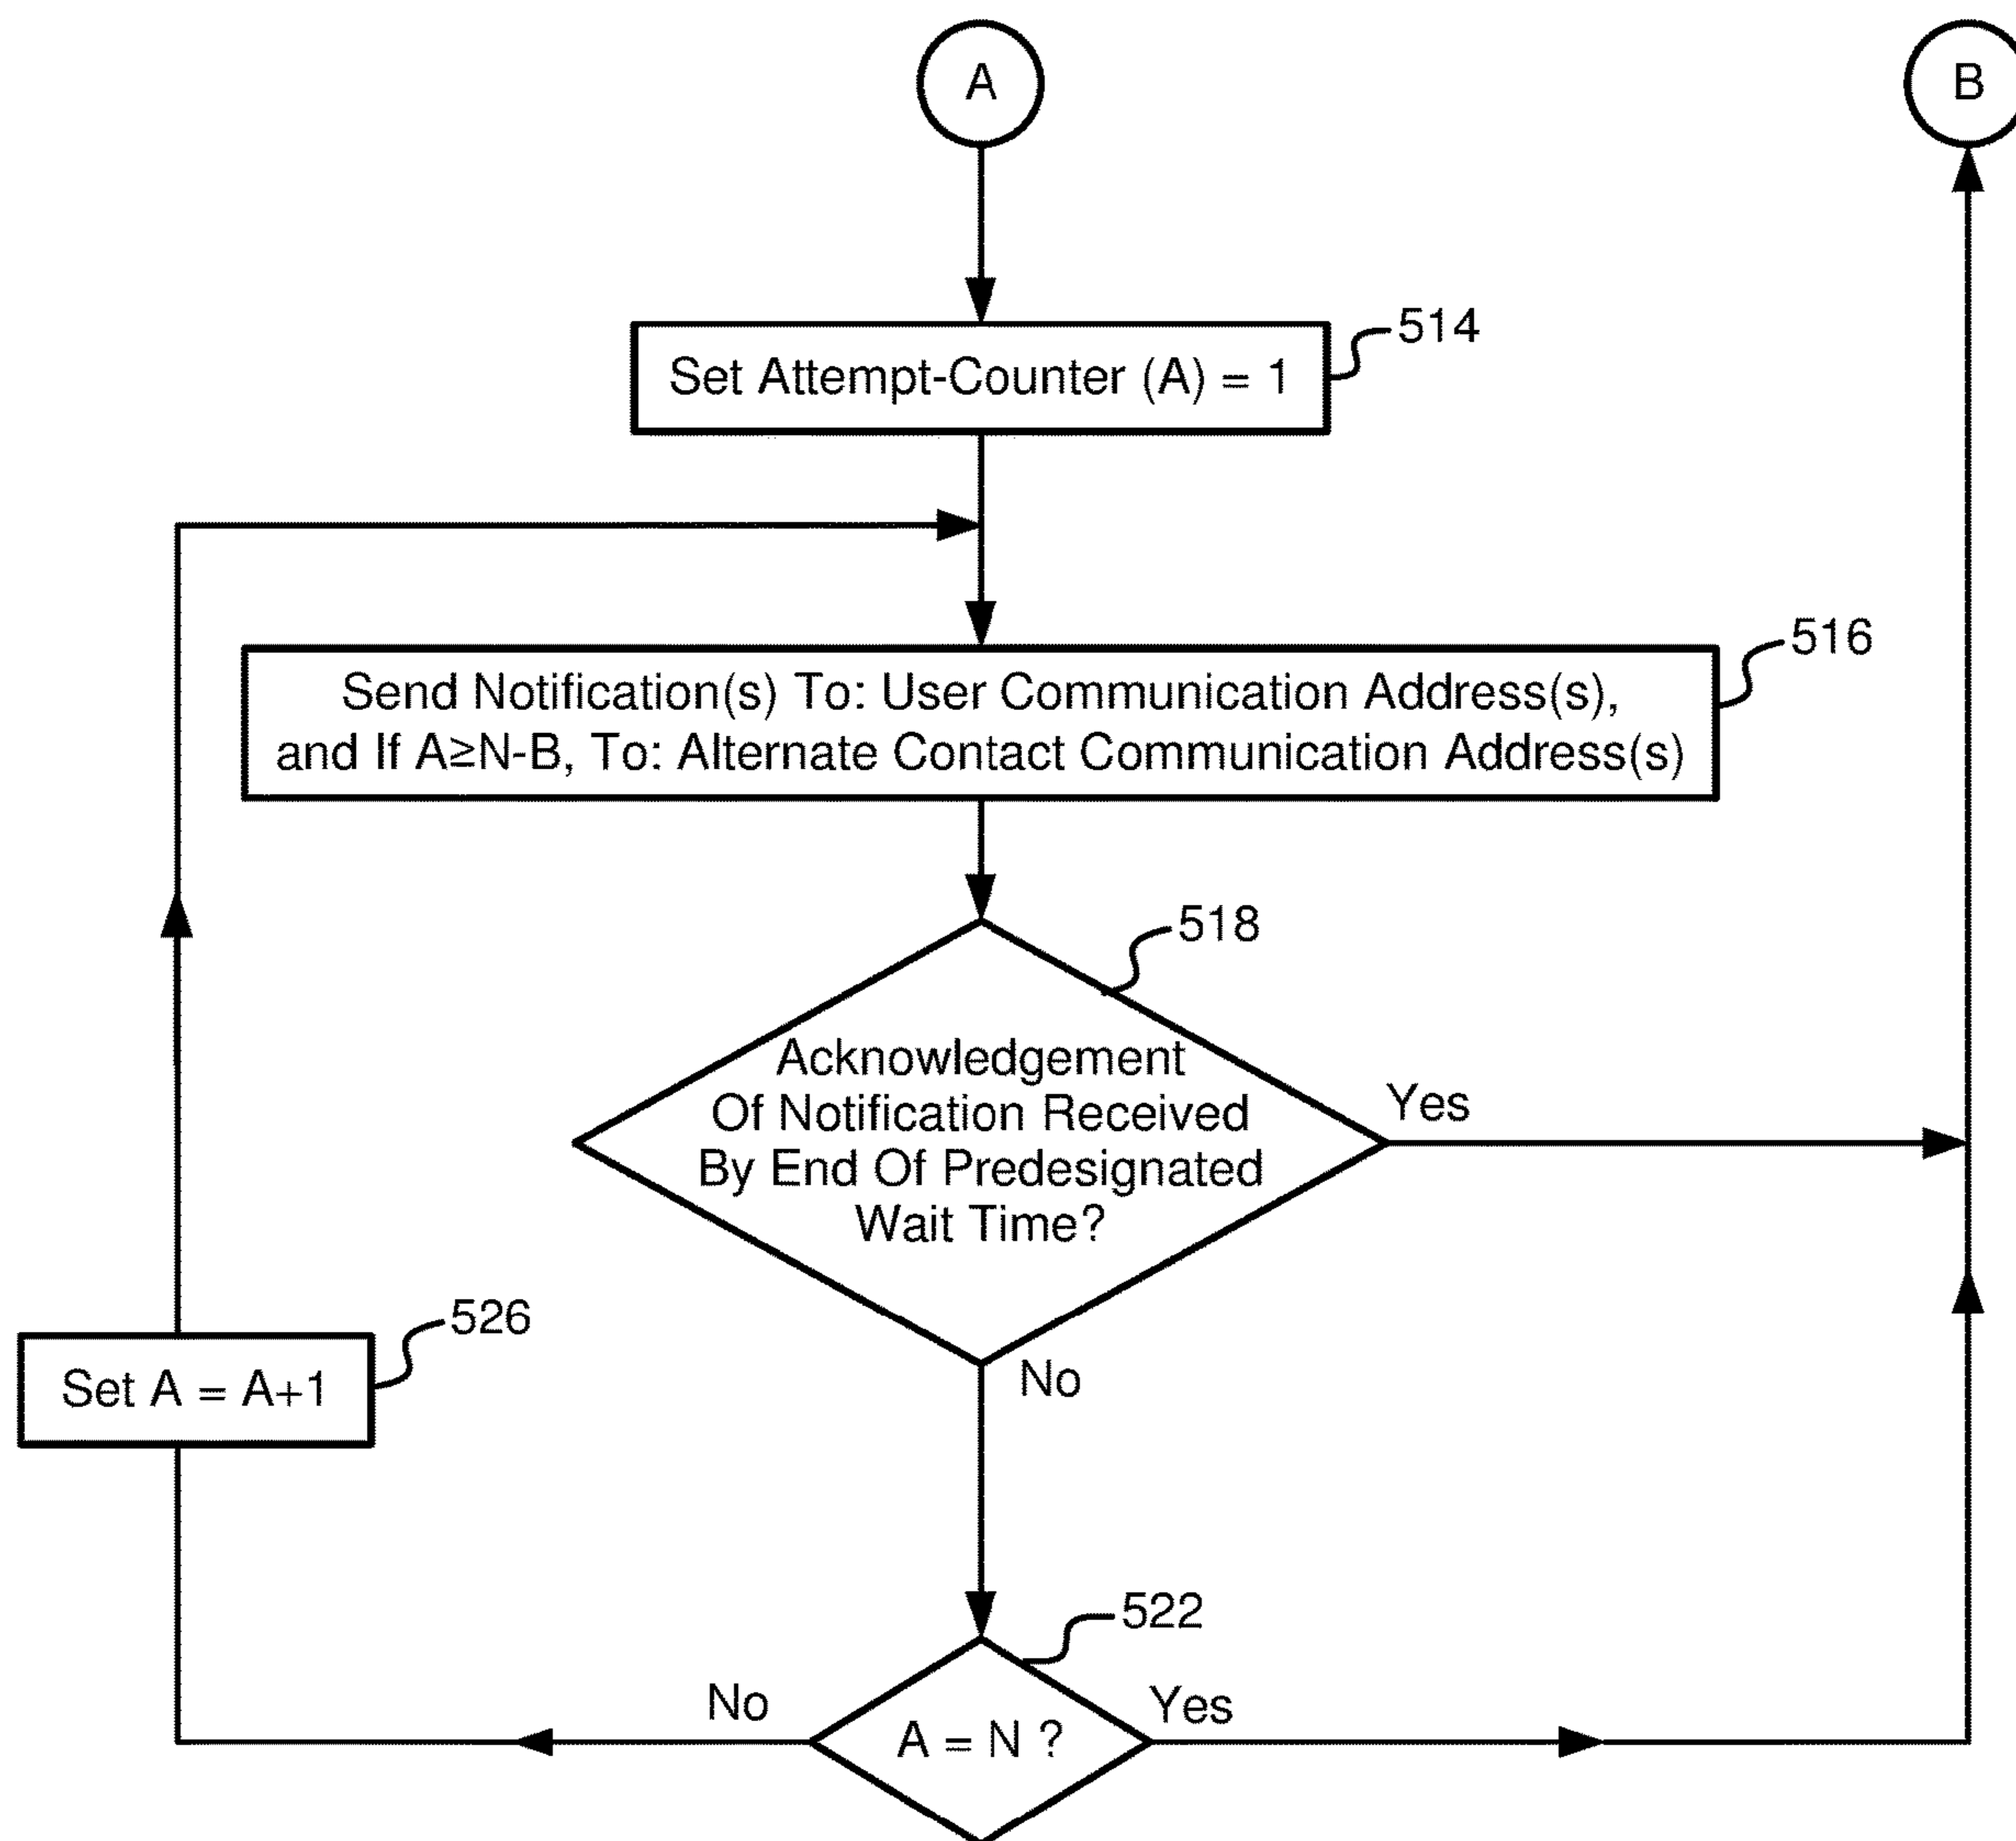 A
B
514
Set Attempt-Counter (A) = 1
516
Send Notification(s) To: User Communication Address(s),
and If A≥N-B, To: Alternate Contact Communication Address(s)
518
Acknowledgement
Of Notification Received
By End Of Predesignated
Wait Time?
Yes
No
526
Set A = A+1
522
A = N ?
No
Yes